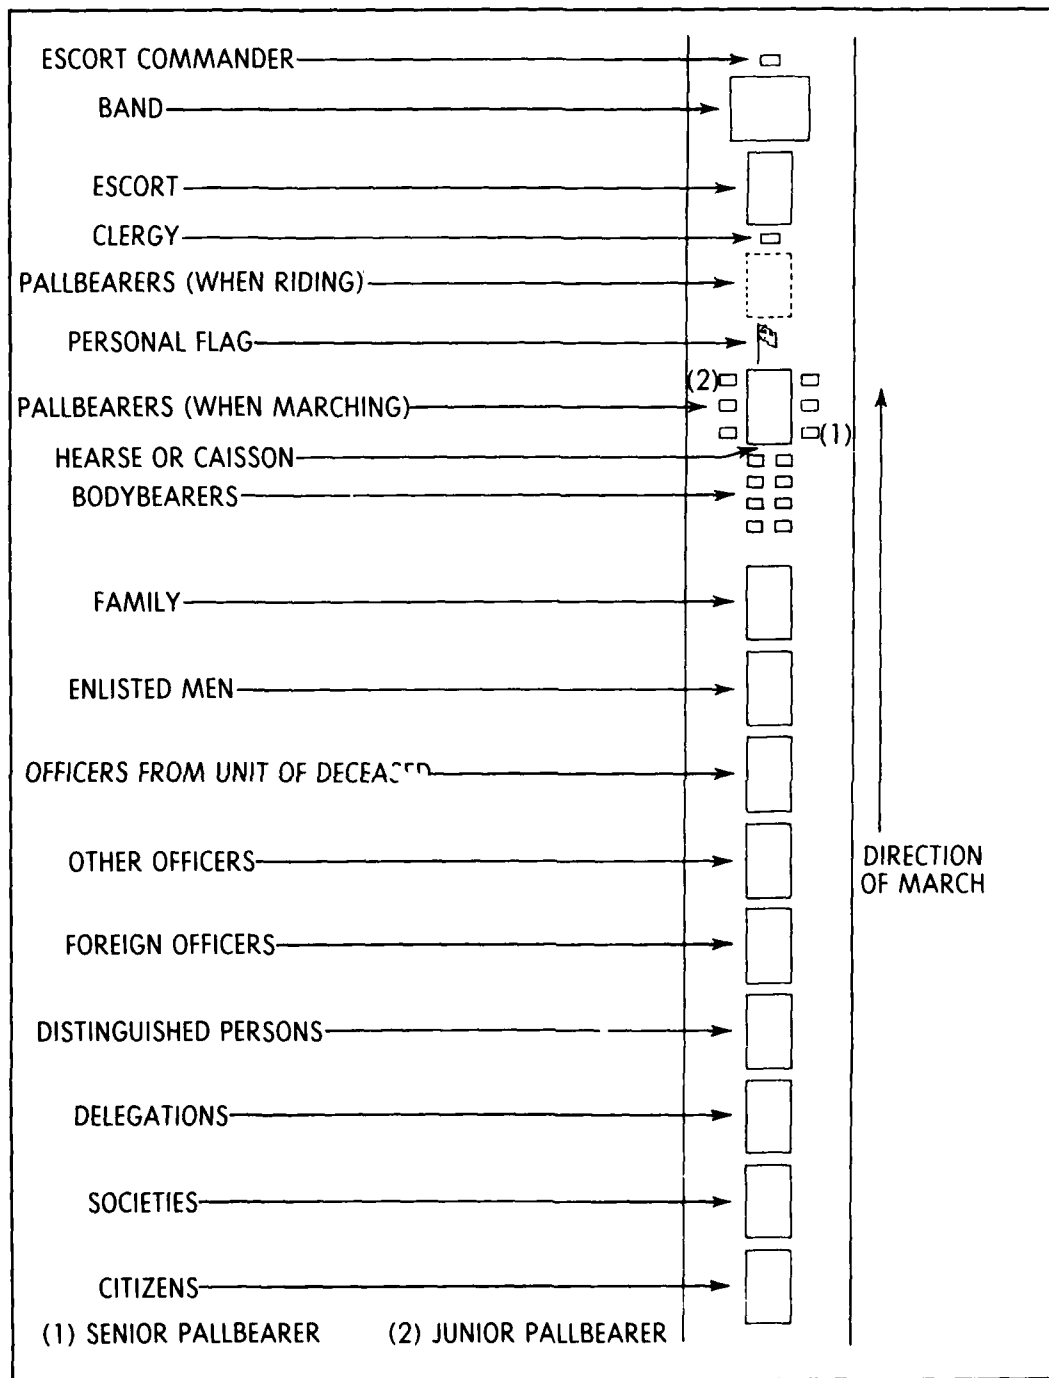 ESCORT COMMANDER
BAND
ESCORT
CLERGY
PALLBEARERS (WHEN RIDING)
PERSONAL FLAG
(2)
PALLBEARERS (WHEN MARCHING)
(1)
HEARSE OR CAISSON
BODYBEARERS
FAMILY
ENLISTED MEN
OFFICERS FROM UNIT OF DECEASED
OTHER OFFICERS
DIRECTION
OF MARCH
FOREIGN OFFICERS
DISTINGUISHED PERSONS
DELEGATIONS
SOCIETIES
CITIZENS
(1) SENIOR PALLBEARER (2) JUNIOR PALLBEARER